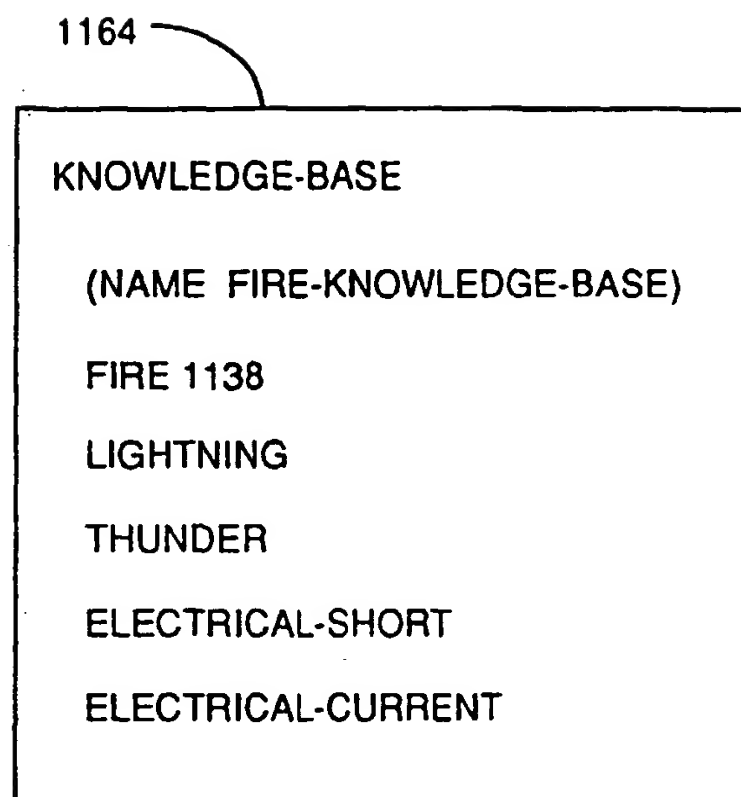 1164
KNOWLEDGE-BASE
(NAME FIRE-KNOWLEDGE-BASE)
FIRE 1138
LIGHTNING
THUNDER
ELECTRICAL-SHORT
ELECTRICAL-CURRENT